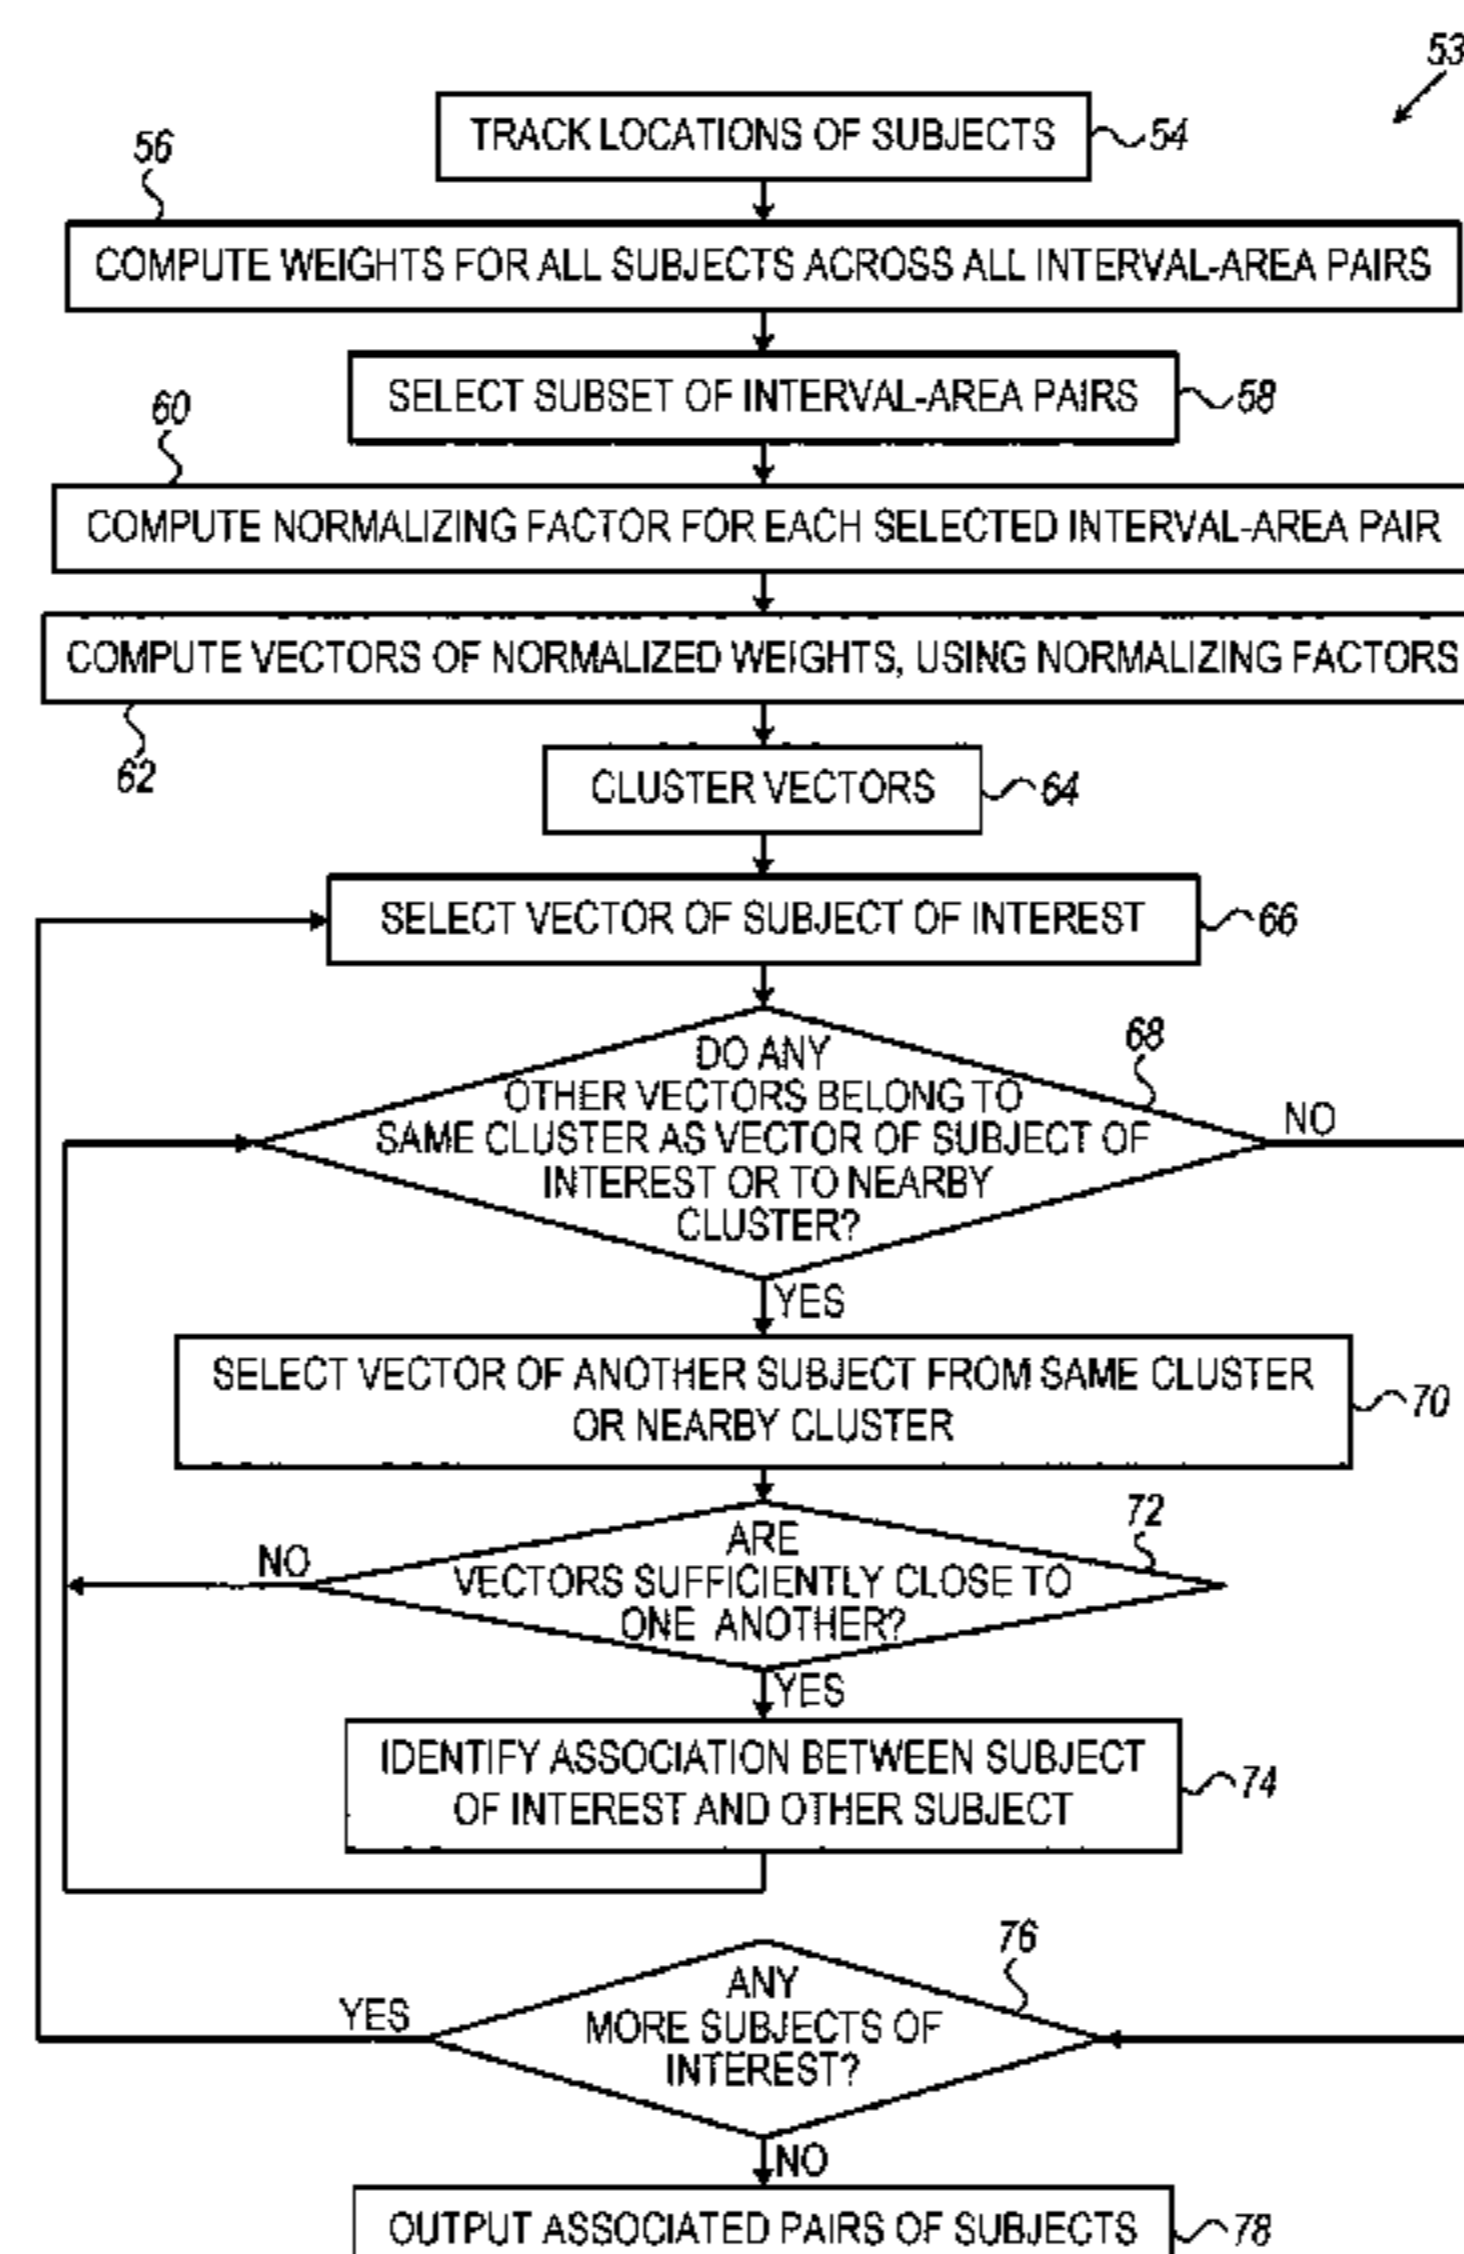 53
TRACK LOCATIONS OF SUBJECTS
54
56
COMPUTE WEIGHTS FOR ALL SUBJECTS ACROSS ALL INTERVAL-AREA PAIRS
SELECT SUBSET OF INTERVAL-AREA PAIRS
58
60
COMPUTE NORMALIZING FACTOR FOR EACH SELECTED INTERVAL-AREA PAIR
COMPUTE VECTORS OF NORMALIZED WEIGHTS, USING NORMALIZING FACTORS
62
CLUSTER VECTORS
64
SELECT VECTOR OF SUBJECT OF INTEREST
66
DO ANY
OTHER VECTORS BELONG TO
SAME CLUSTER AS VECTOR OF SUBJECT OF
INTEREST OR TO NEARBY
CLUSTER?
68
NO
YES
SELECT VECTOR OF ANOTHER SUBJECT FROM SAME CLUSTER
OR NEARBY CLUSTER
70
ARE
VECTORS SUFFICIENTLY CLOSE TO
ONE ANOTHER?
72
NO
YES
IDENTIFY ASSOCIATION BETWEEN SUBJECT
OF INTEREST AND OTHER SUBJECT
74
ANY
MORE SUBJECTS OF
INTEREST?
76
YES
NO
OUTPUT ASSOCIATED PAIRS OF SUBJECTS
78